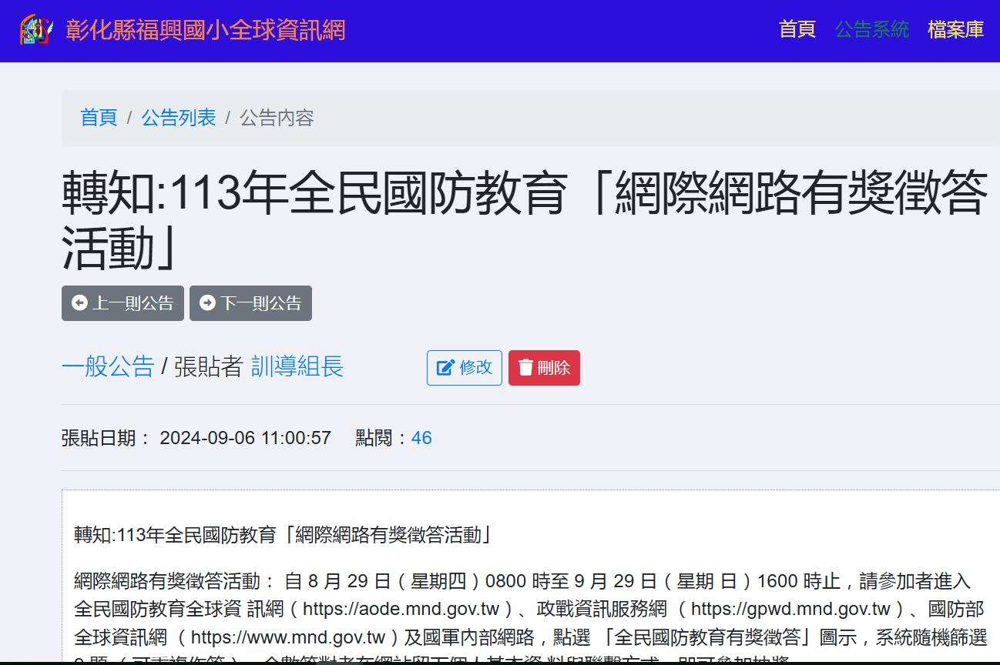 彰化縣福興國小全球資訊網
首頁 公告系統 檔案庫
首頁 / 公告列表 / 公告內容
轉知:113年全民國防教育「網際網路有獎徵答
活動」
上一則公告 下一則公告
一般公告 / 張貼者 訓導組長 修改 刪除
張貼日期： 2024-09-06 11:00:57 點閱：46
轉知:113年全民國防教育「網際網路有獎徵答活動」
網際網路有獎徵答活動： 自 8 月 29 日（星期四）0800 時至 9 月 29 日（星期 日）1600 時止，請參加者進入
全民國防教育全球資 訊網（https://aode.mnd.gov.tw）、政戰資訊服務網 （https://gpwd.mnd.gov.tw）、國防部
全球資訊網 （https://www.mnd.gov.tw）及國軍內部網路，點選 「全民國防教育有獎徵答」圖示，系統隨機篩選